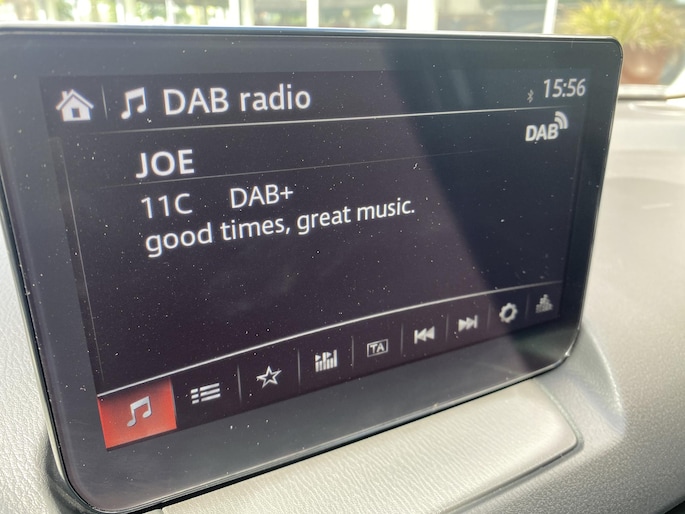 DAB radio
15:56
DAB
JOE
11C DAB+
good times, great music.
TA